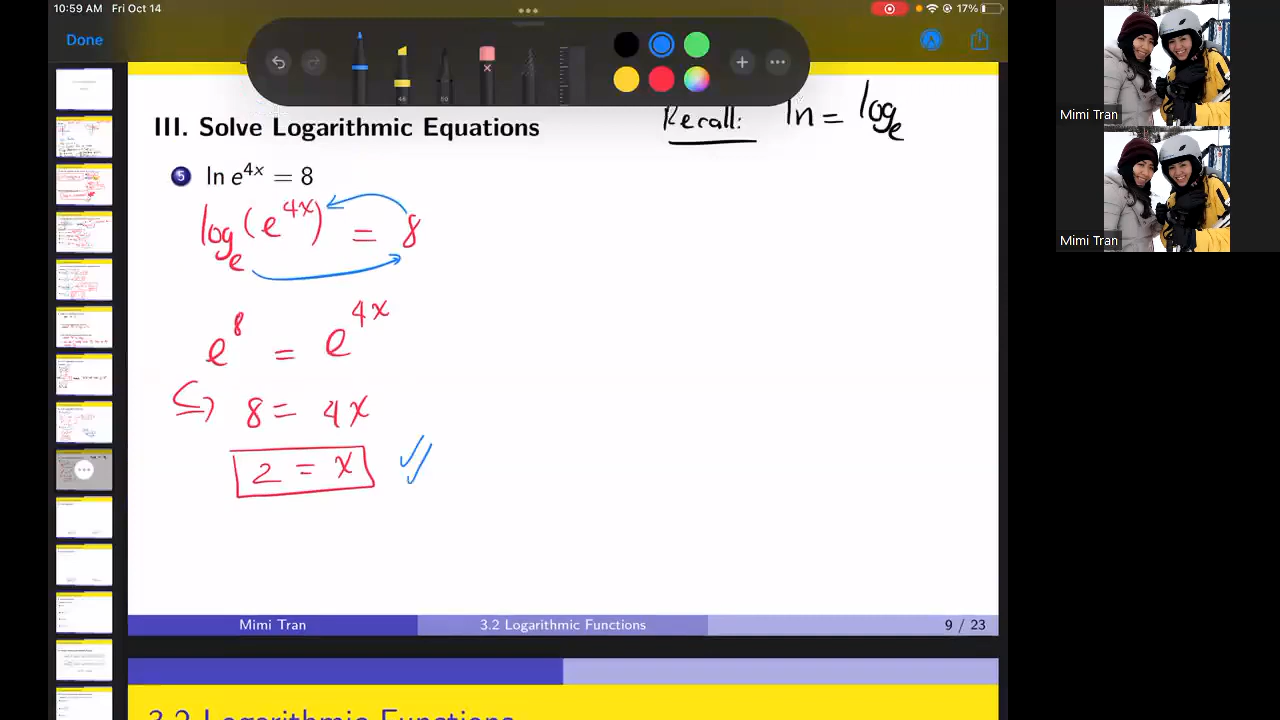 10:59 AM Fri Oct 14
17%
Done
Recall: ln = log_e
III. Solve Logarithmic Equations
5 ln e^{4x} = 8
log_e (e^{4x}) = 8
e^8 = e^{4x}
8 = 4x
2 = x
Mimi Tran 3.2 Logarithmic Functions 9 / 23
3.2 Logarithmic Functions
Mimi Tran
Mimi Tran